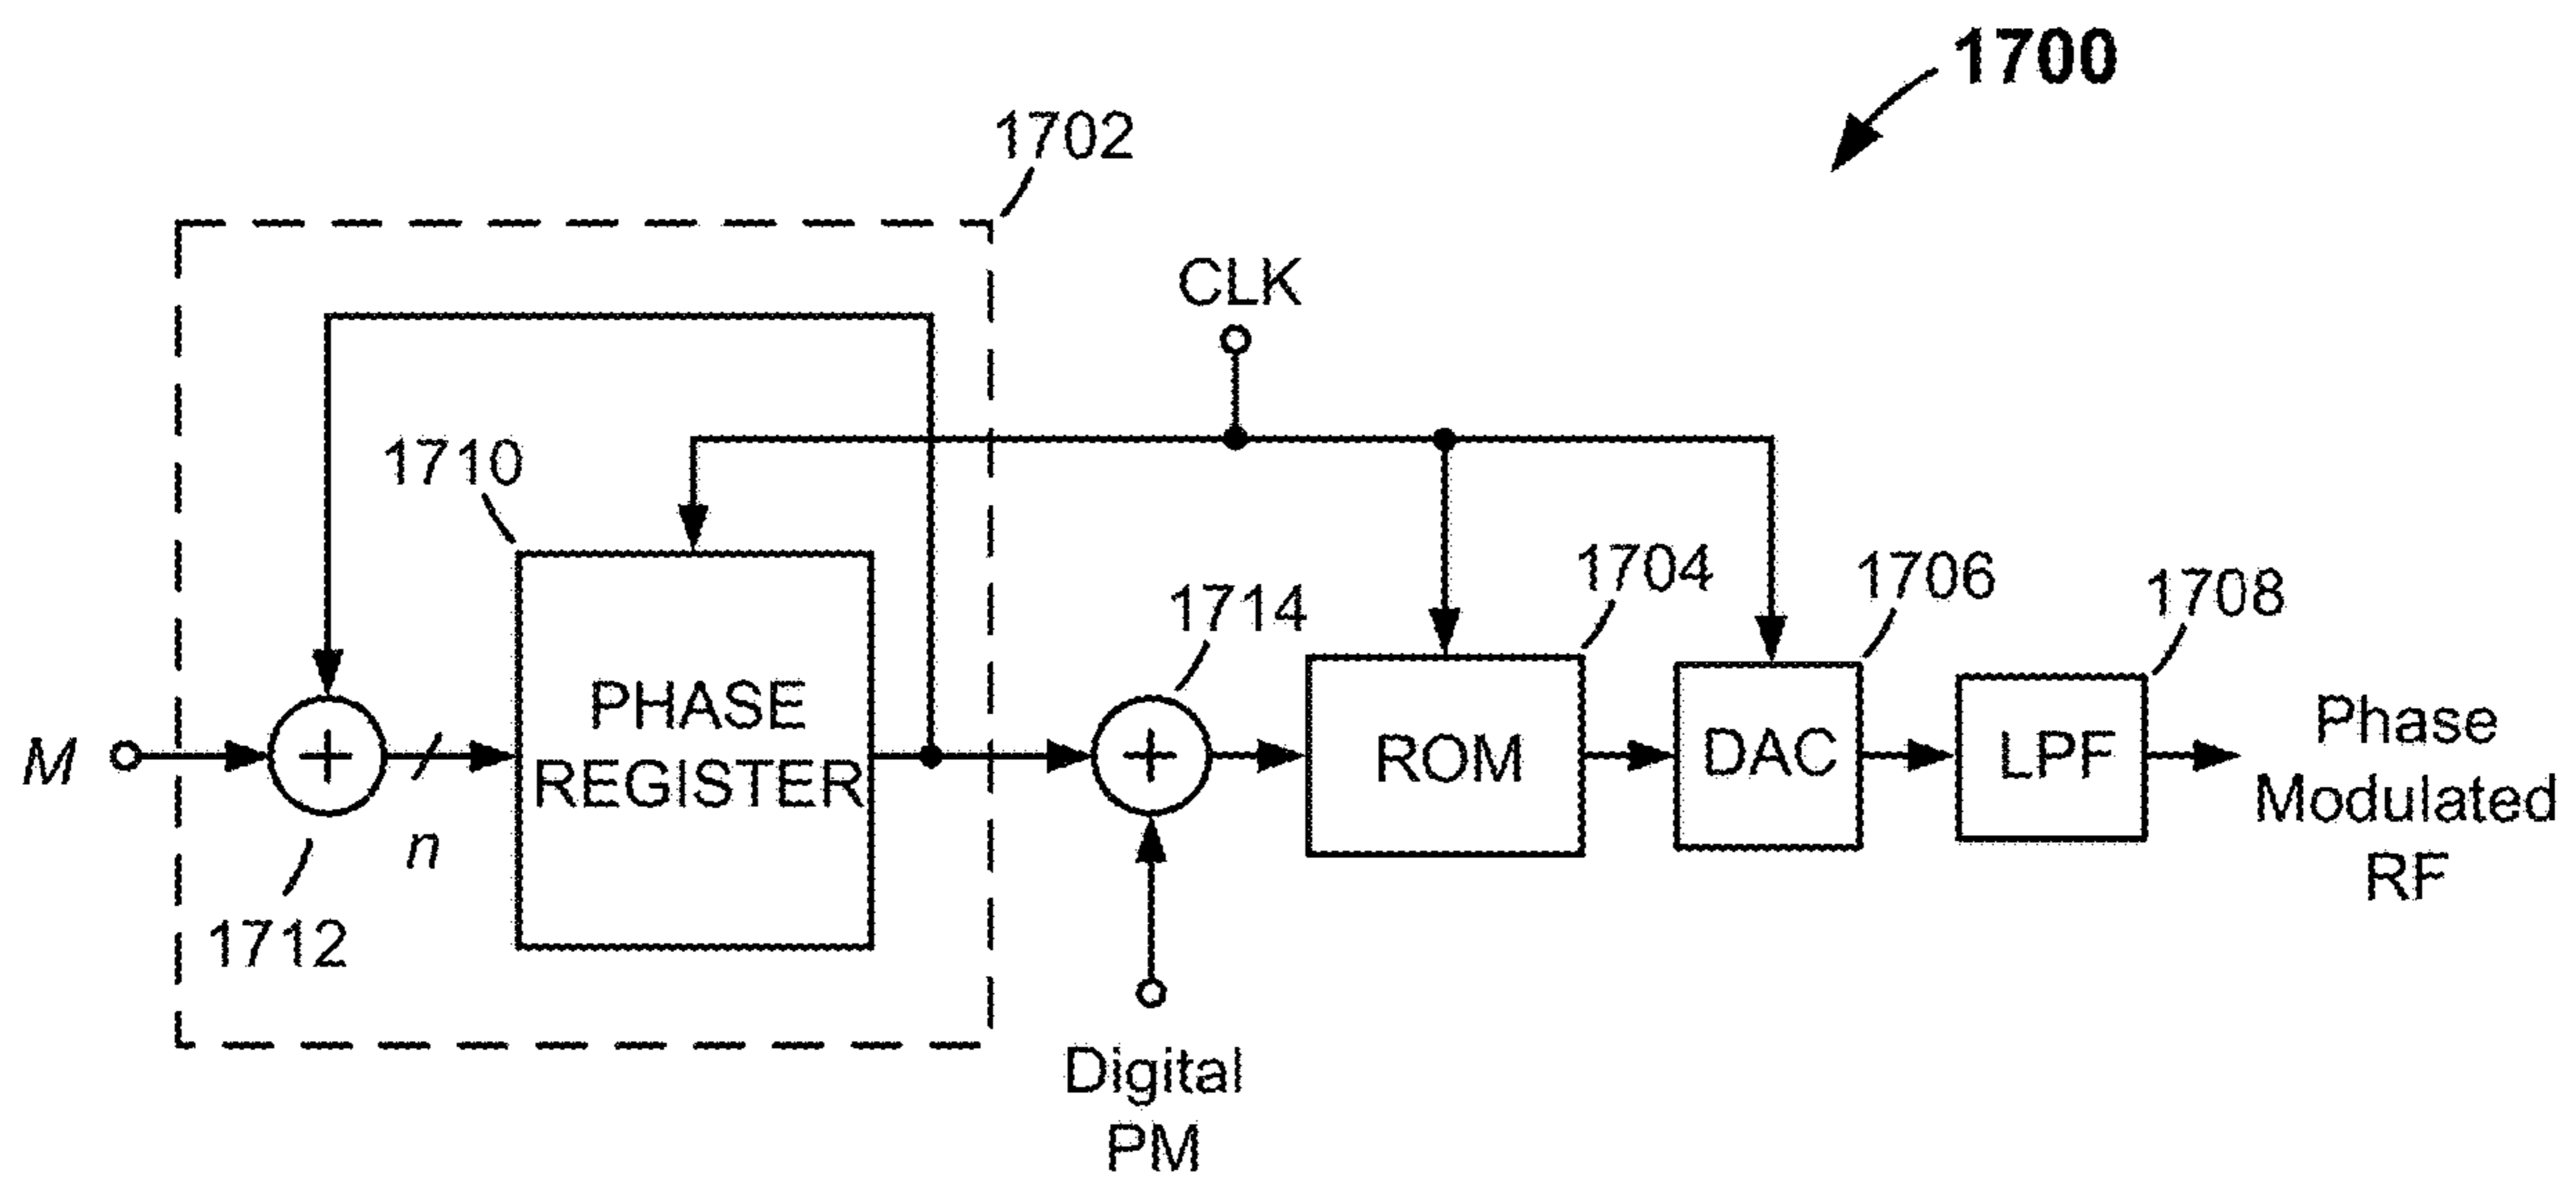 1700
1702
CLK
1710
1714
1704
1706
1708
M
n
PHASE
REGISTER
ROM
DAC
LPF
Phase
Modulated
RF
1712
Digital
PM